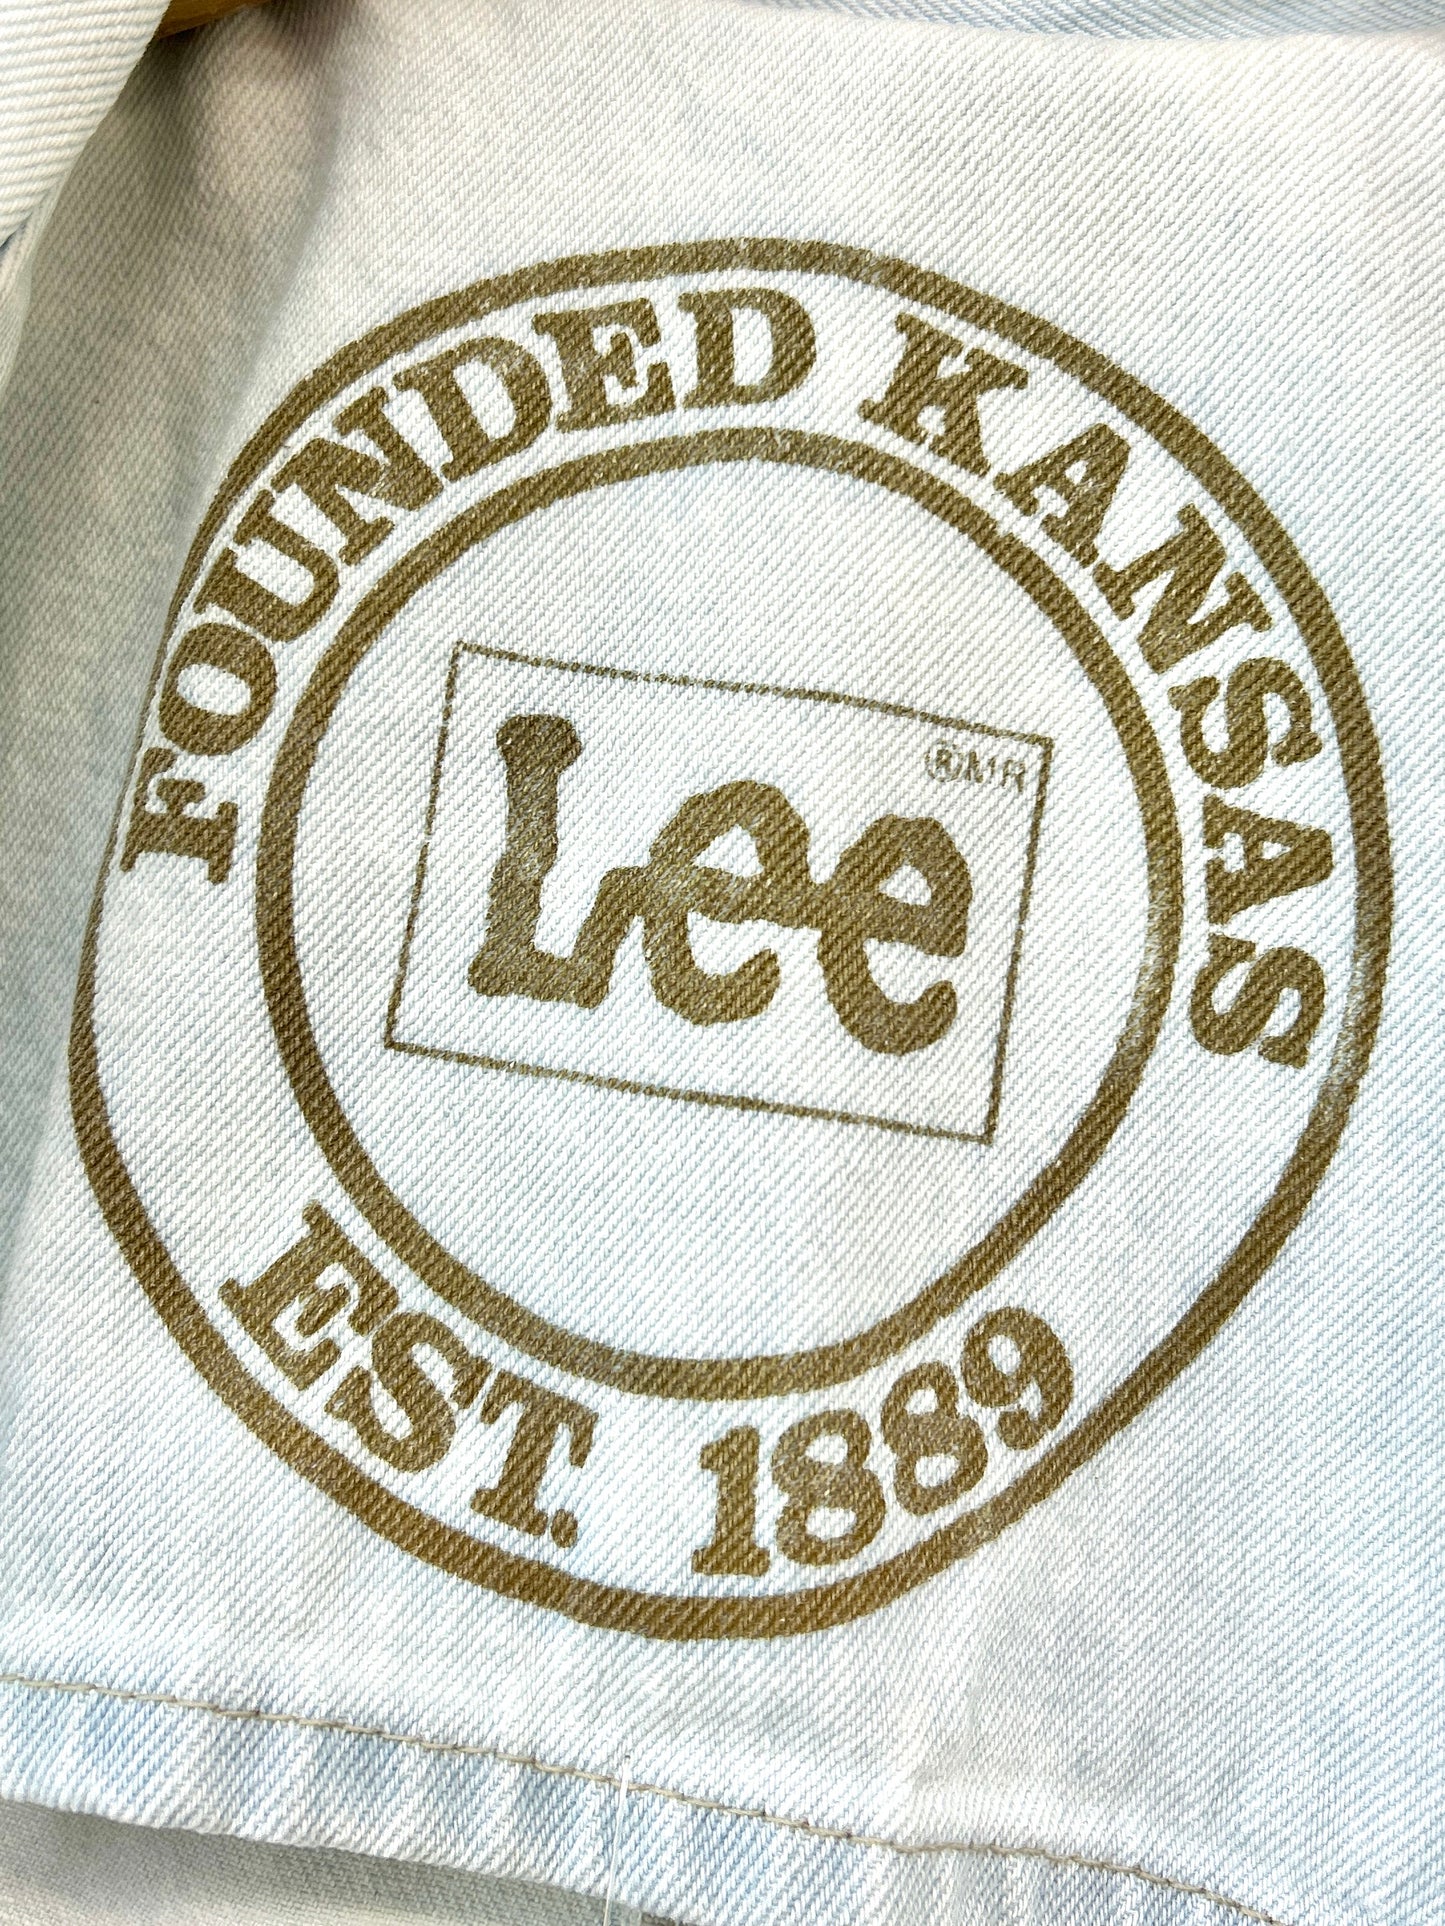 FOUNDED KANSAS
Lee
®MR
EST. 1889